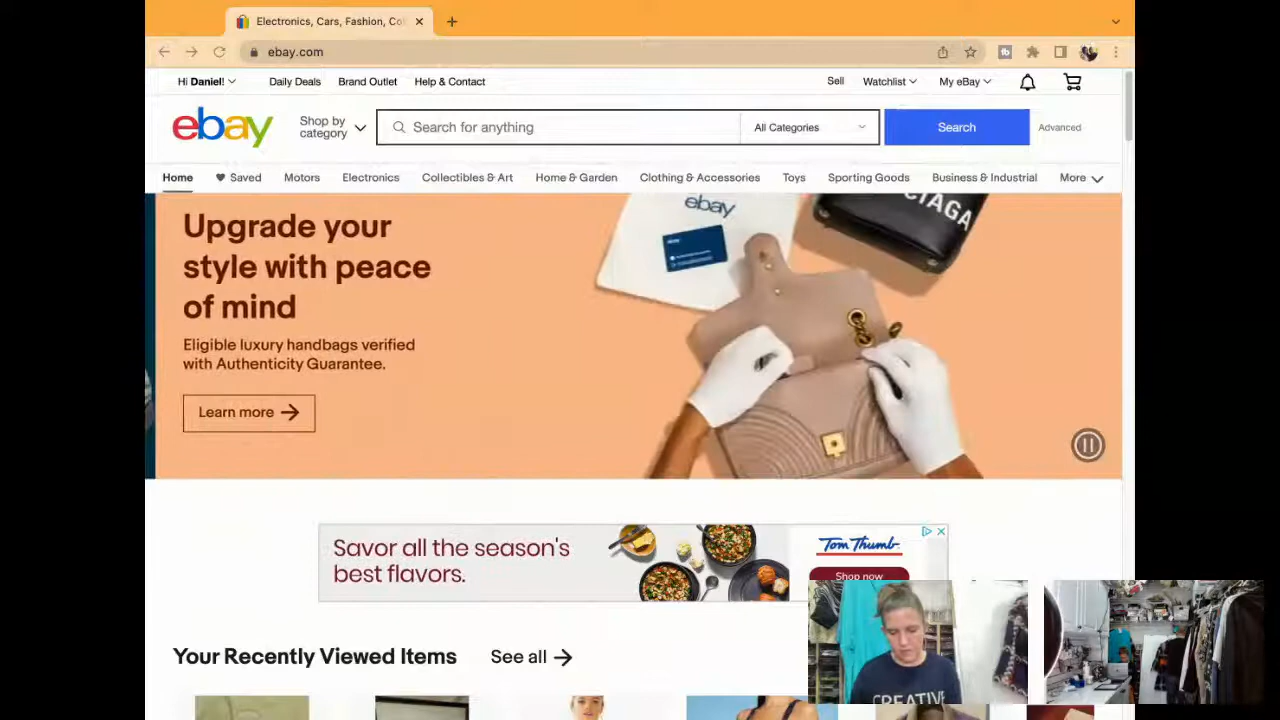 Electronics, Cars, Fashion, Col
ebay.com
Hi Daniel! Daily Deals Brand Outlet Help & Contact Sell Watchlist My eBay
ebay Shop by category Search for anything All Categories Search Advanced
Home Saved Motors Electronics Collectibles & Art Home & Garden Clothing & Accessories Toys Sporting Goods Business & Industrial More
Upgrade your
style with peace
of mind
Eligible luxury handbags verified
with Authenticity Guarantee.
Learn more
ebay
CIAGA
Savor all the season's
best flavors.
Tom Thumb
Shop now
Your Recently Viewed Items See all
CREATIVE